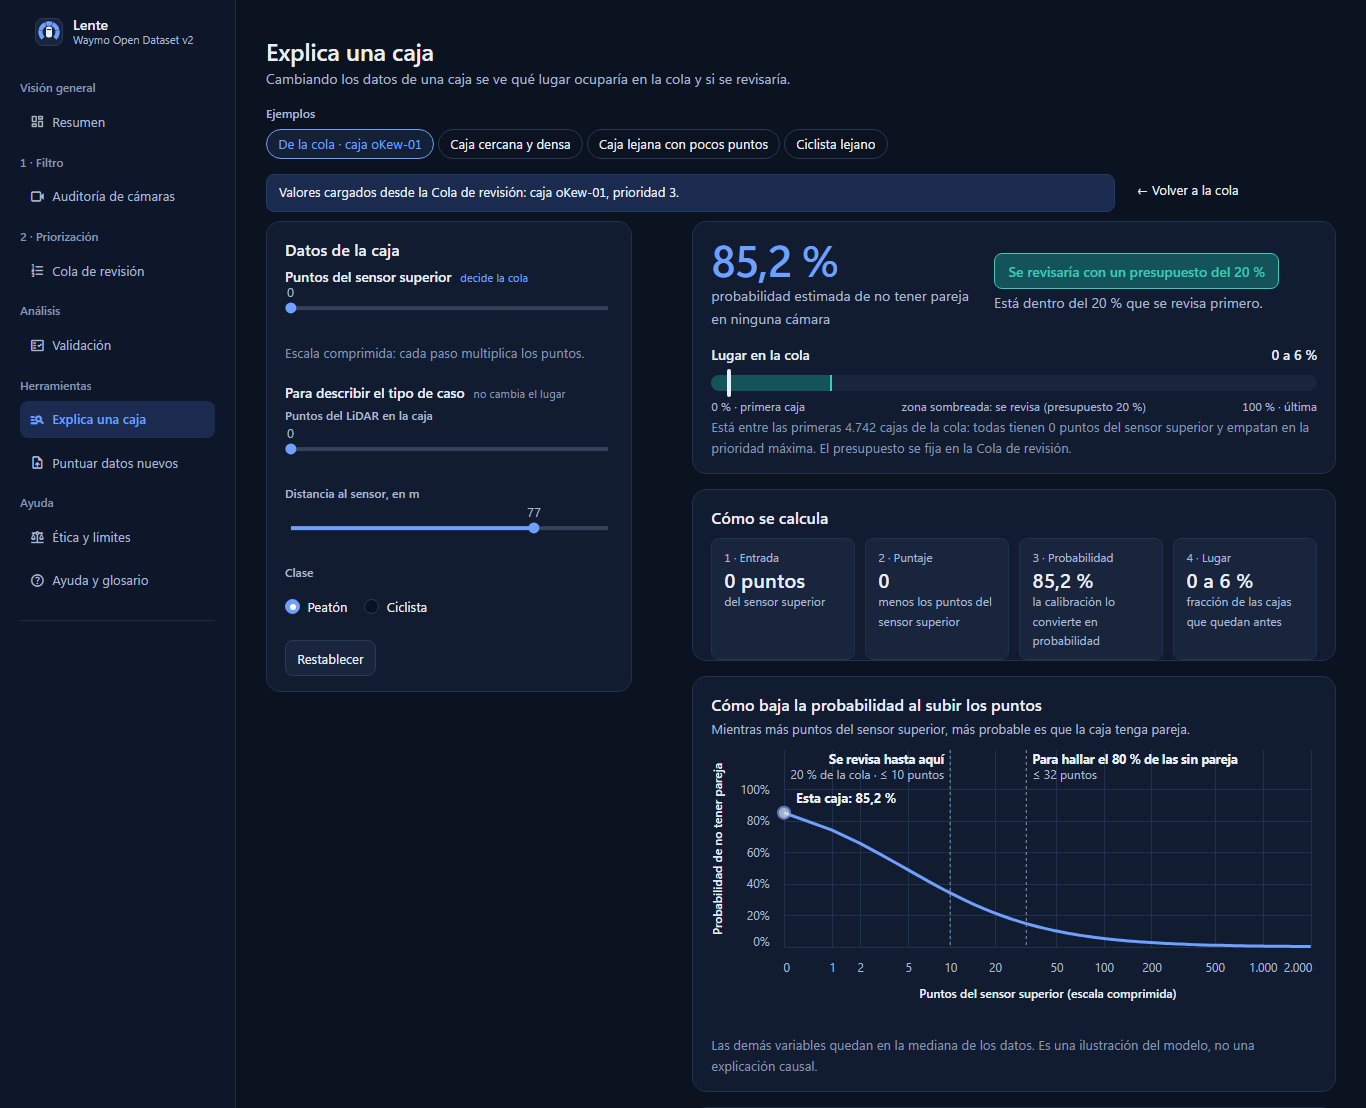 Lente
Waymo Open Dataset v2
Visión general
Resumen
1 · Filtro
Auditoría de cámaras
2 · Priorización
Cola de revisión
Análisis
Validación
Herramientas
Explica una caja
Puntuar datos nuevos
Ayuda
Ética y límites
Ayuda y glosario
Explica una caja
Cambiando los datos de una caja se ve qué lugar ocuparía en la cola y si se revisaría.
Ejemplos
De la cola · caja oKew-01
Caja cercana y densa
Caja lejana con pocos puntos
Ciclista lejano
Valores cargados desde la Cola de revisión: caja oKew-01, prioridad 3.
← Volver a la cola
Datos de la caja
Puntos del sensor superior decide la cola
0
Escala comprimida: cada paso multiplica los puntos.
Para describir el tipo de caso no cambia el lugar
Puntos del LiDAR en la caja
0
Distancia al sensor, en m
77
Clase
Peatón
Ciclista
Restablecer
85,2 %
probabilidad estimada de no tener pareja
en ninguna cámara
Se revisaría con un presupuesto del 20 %
Está dentro del 20 % que se revisa primero.
Lugar en la cola
0 a 6 %
0 % · primera caja
zona sombreada: se revisa (presupuesto 20 %)
100 % · última
Está entre las primeras 4.742 cajas de la cola: todas tienen 0 puntos del sensor superior y empatan en la
prioridad máxima. El presupuesto se fija en la Cola de revisión.
Cómo se calcula
1 · Entrada
0 puntos
del sensor superior
2 · Puntaje
0
menos los puntos del
sensor superior
3 · Probabilidad
85,2 %
la calibración lo
convierte en
probabilidad
4 · Lugar
0 a 6 %
fracción de las cajas
que quedan antes
Cómo baja la probabilidad al subir los puntos
Mientras más puntos del sensor superior, más probable es que la caja tenga pareja.
Se revisa hasta aquí
20 % de la cola · ≤ 10 puntos
Para hallar el 80 % de las sin pareja
≤ 32 puntos
Esta caja: 85,2 %
Probabilidad de no tener pareja
100%
80%
60%
40%
20%
0%
0 1 2 5 10 20 50 100 200 500 1.000 2.000
Puntos del sensor superior (escala comprimida)
Las demás variables quedan en la mediana de los datos. Es una ilustración del modelo, no una
explicación causal.